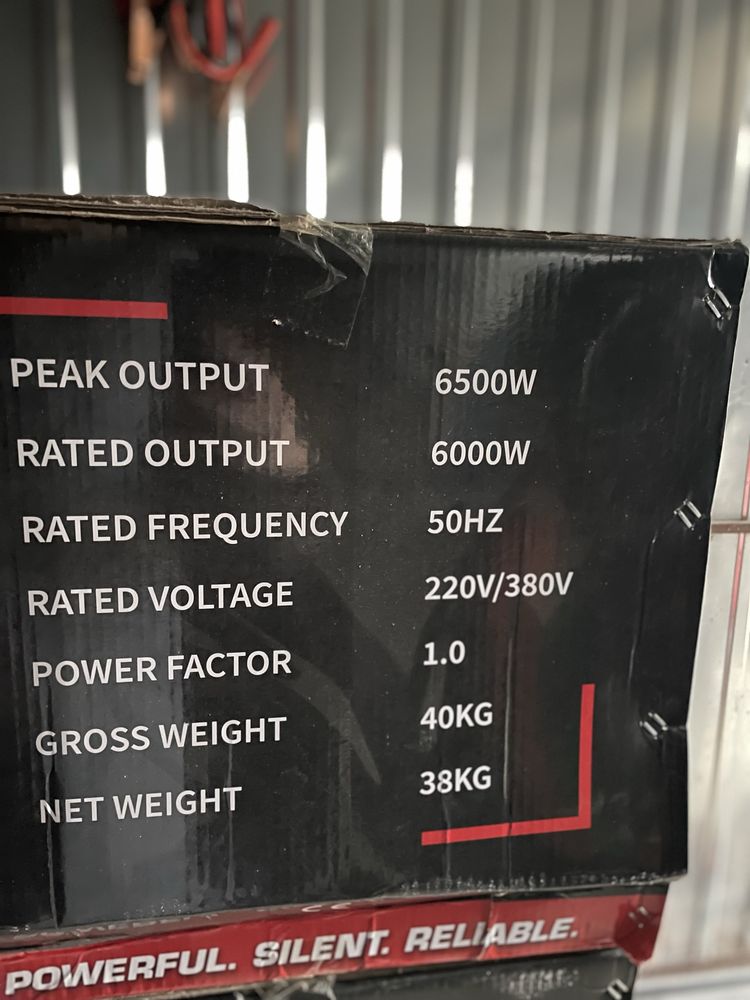 PEAK OUTPUT 6500W
RATED OUTPUT 6000W
RATED FREQUENCY 50HZ
RATED VOLTAGE 220V/380V
POWER FACTOR 1.0
GROSS WEIGHT 40KG
NET WEIGHT 38KG
POWERFUL. SILENT. RELIABLE.